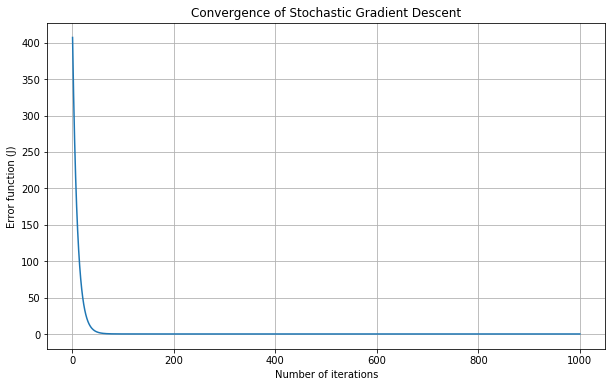 Convergence of Stochastic Gradient Descent
400
350
300
250
200
150
100
50
0
Error function (J)
0 200 400 600 800 1000
Number of iterations